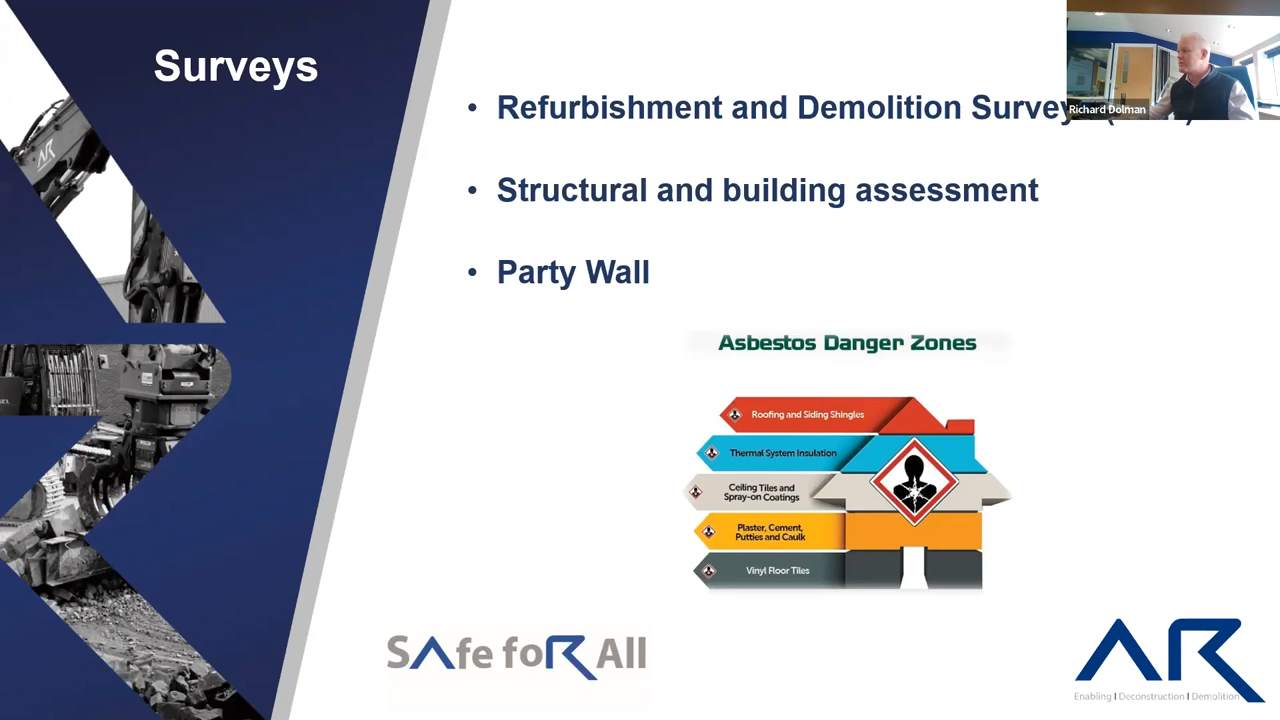 Surveys
• Refurbishment and Demolition Survey
Richard Dolman
• Structural and building assessment
• Party Wall
Asbestos Danger Zones
Roofing and Siding Shingles
Thermal System Insulation
Ceiling Tiles and
Spray-on Coatings
Plaster, Cement,
Putties and Caulk
Vinyl Floor Tiles
SAfe foR All
AR
Enabling | Deconstruction | Demolition
AR